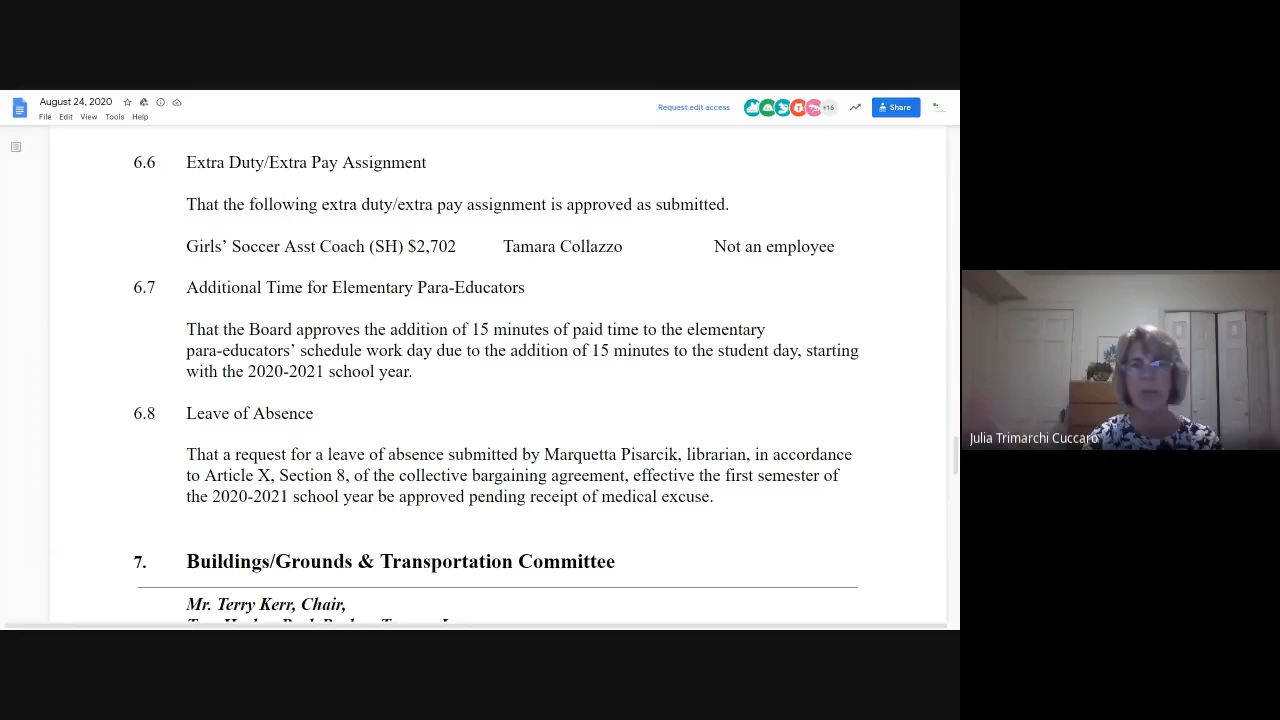 August 24, 2020
File Edit View Tools Help
Request edit access
+16
Share
6.6 Extra Duty/Extra Pay Assignment
That the following extra duty/extra pay assignment is approved as submitted.
Girls’ Soccer Asst Coach (SH) $2,702 Tamara Collazzo Not an employee
6.7 Additional Time for Elementary Para-Educators
That the Board approves the addition of 15 minutes of paid time to the elementary
para-educators’ schedule work day due to the addition of 15 minutes to the student day, starting
with the 2020-2021 school year.
6.8 Leave of Absence
That a request for a leave of absence submitted by Marquetta Pisarcik, librarian, in accordance
to Article X, Section 8, of the collective bargaining agreement, effective the first semester of
the 2020-2021 school year be approved pending receipt of medical excuse.
7. Buildings/Grounds & Transportation Committee
Mr. Terry Kerr, Chair,
Julia Trimarchi Cuccaro